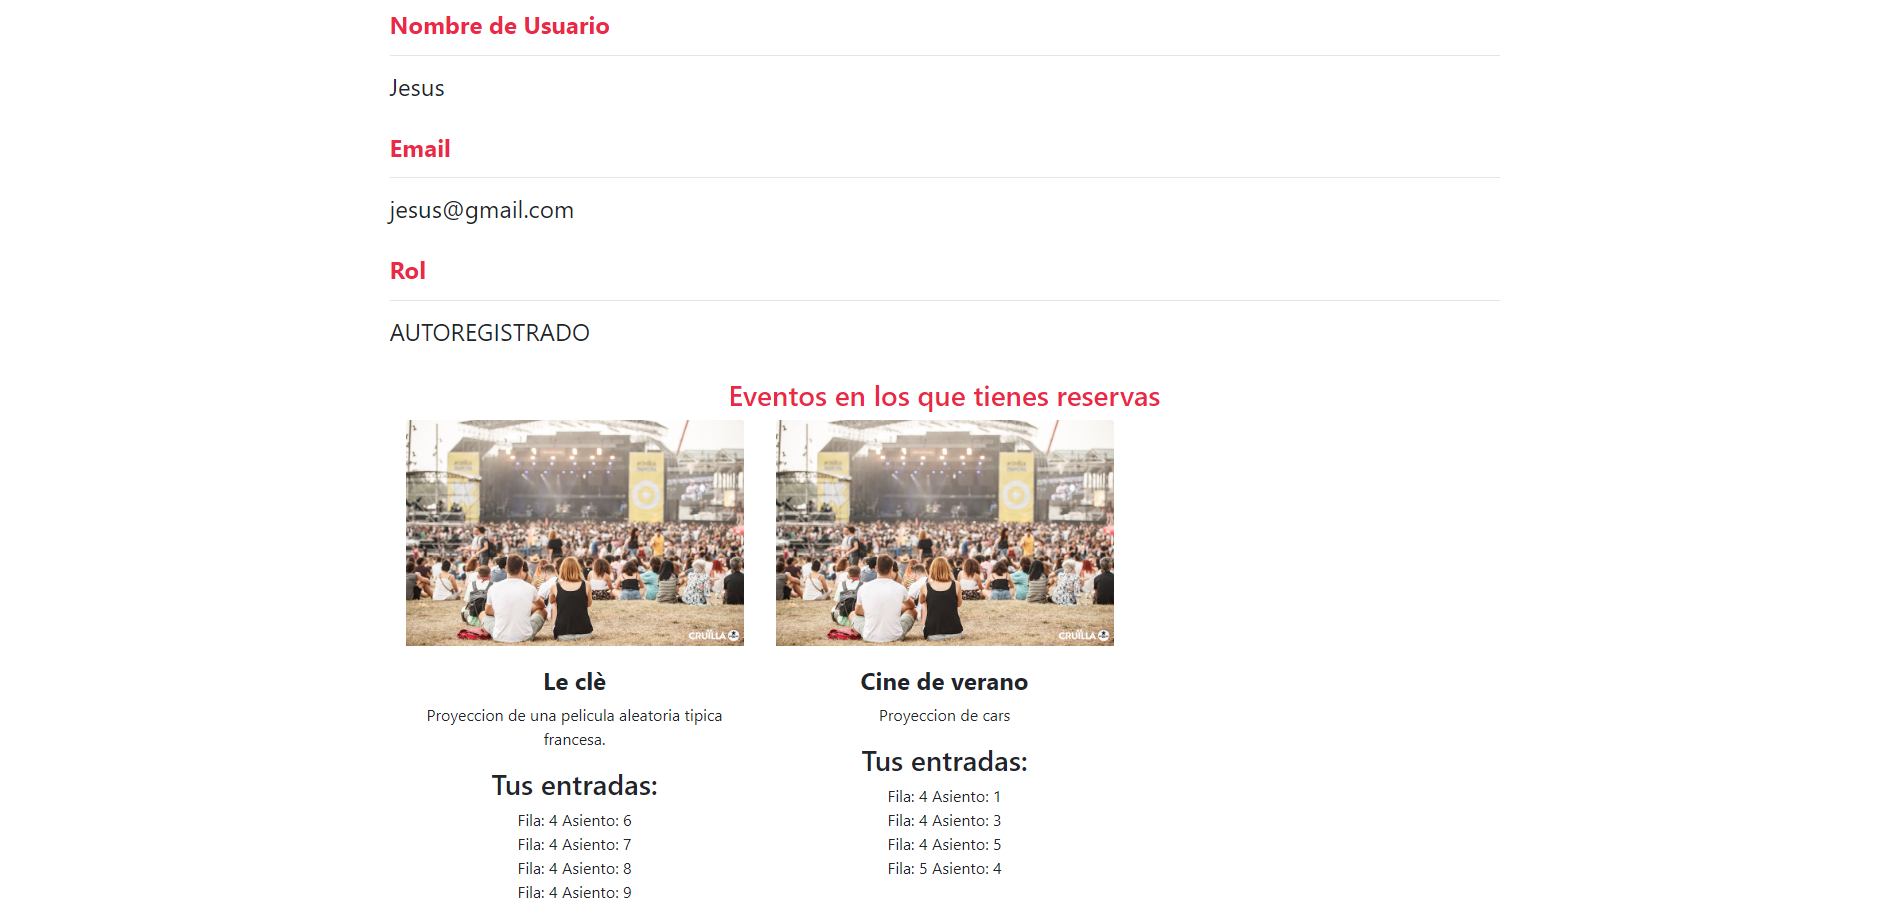 Nombre de Usuario
Jesus
Email
jesus@gmail.com
Rol
AUTOREGISTRADO
Eventos en los que tienes reservas
CRUÏLLA
CRUÏLLA
Le clè
Proyeccion de una pelicula aleatoria tipica
francesa.
Tus entradas:
Fila: 4 Asiento: 6
Fila: 4 Asiento: 7
Fila: 4 Asiento: 8
Fila: 4 Asiento: 9
Cine de verano
Proyeccion de cars
Tus entradas:
Fila: 4 Asiento: 1
Fila: 4 Asiento: 3
Fila: 4 Asiento: 5
Fila: 5 Asiento: 4